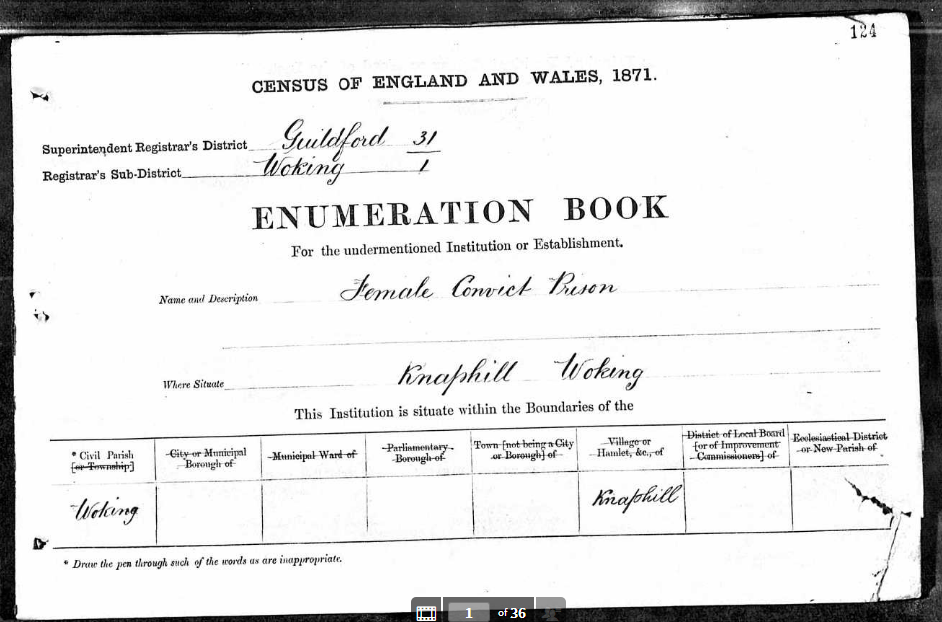 124
CENSUS OF ENGLAND AND WALES, 1871.
Superintendent Registrar's District Guildford 31
Registrar's Sub-District Woking 1
ENUMERATION BOOK
For the undermentioned Institution or Establishment.
Name and Description Female Convict Prison
Where Situate Knaphill Woking
This Institution is situate within the Boundaries of the
* Civil Parish [or Township]
City or Municipal Borough of
Municipal Ward of
Parliamentary Borough of
Town [not being a City or Borough] of
Village or Hamlet, &c., of
District of Local Board [or of Improvement Commissioners] of
Ecclesiastical District or New Parish of
Woking
Knaphill
* Draw the pen through such of the words as are inappropriate.
1 of 36